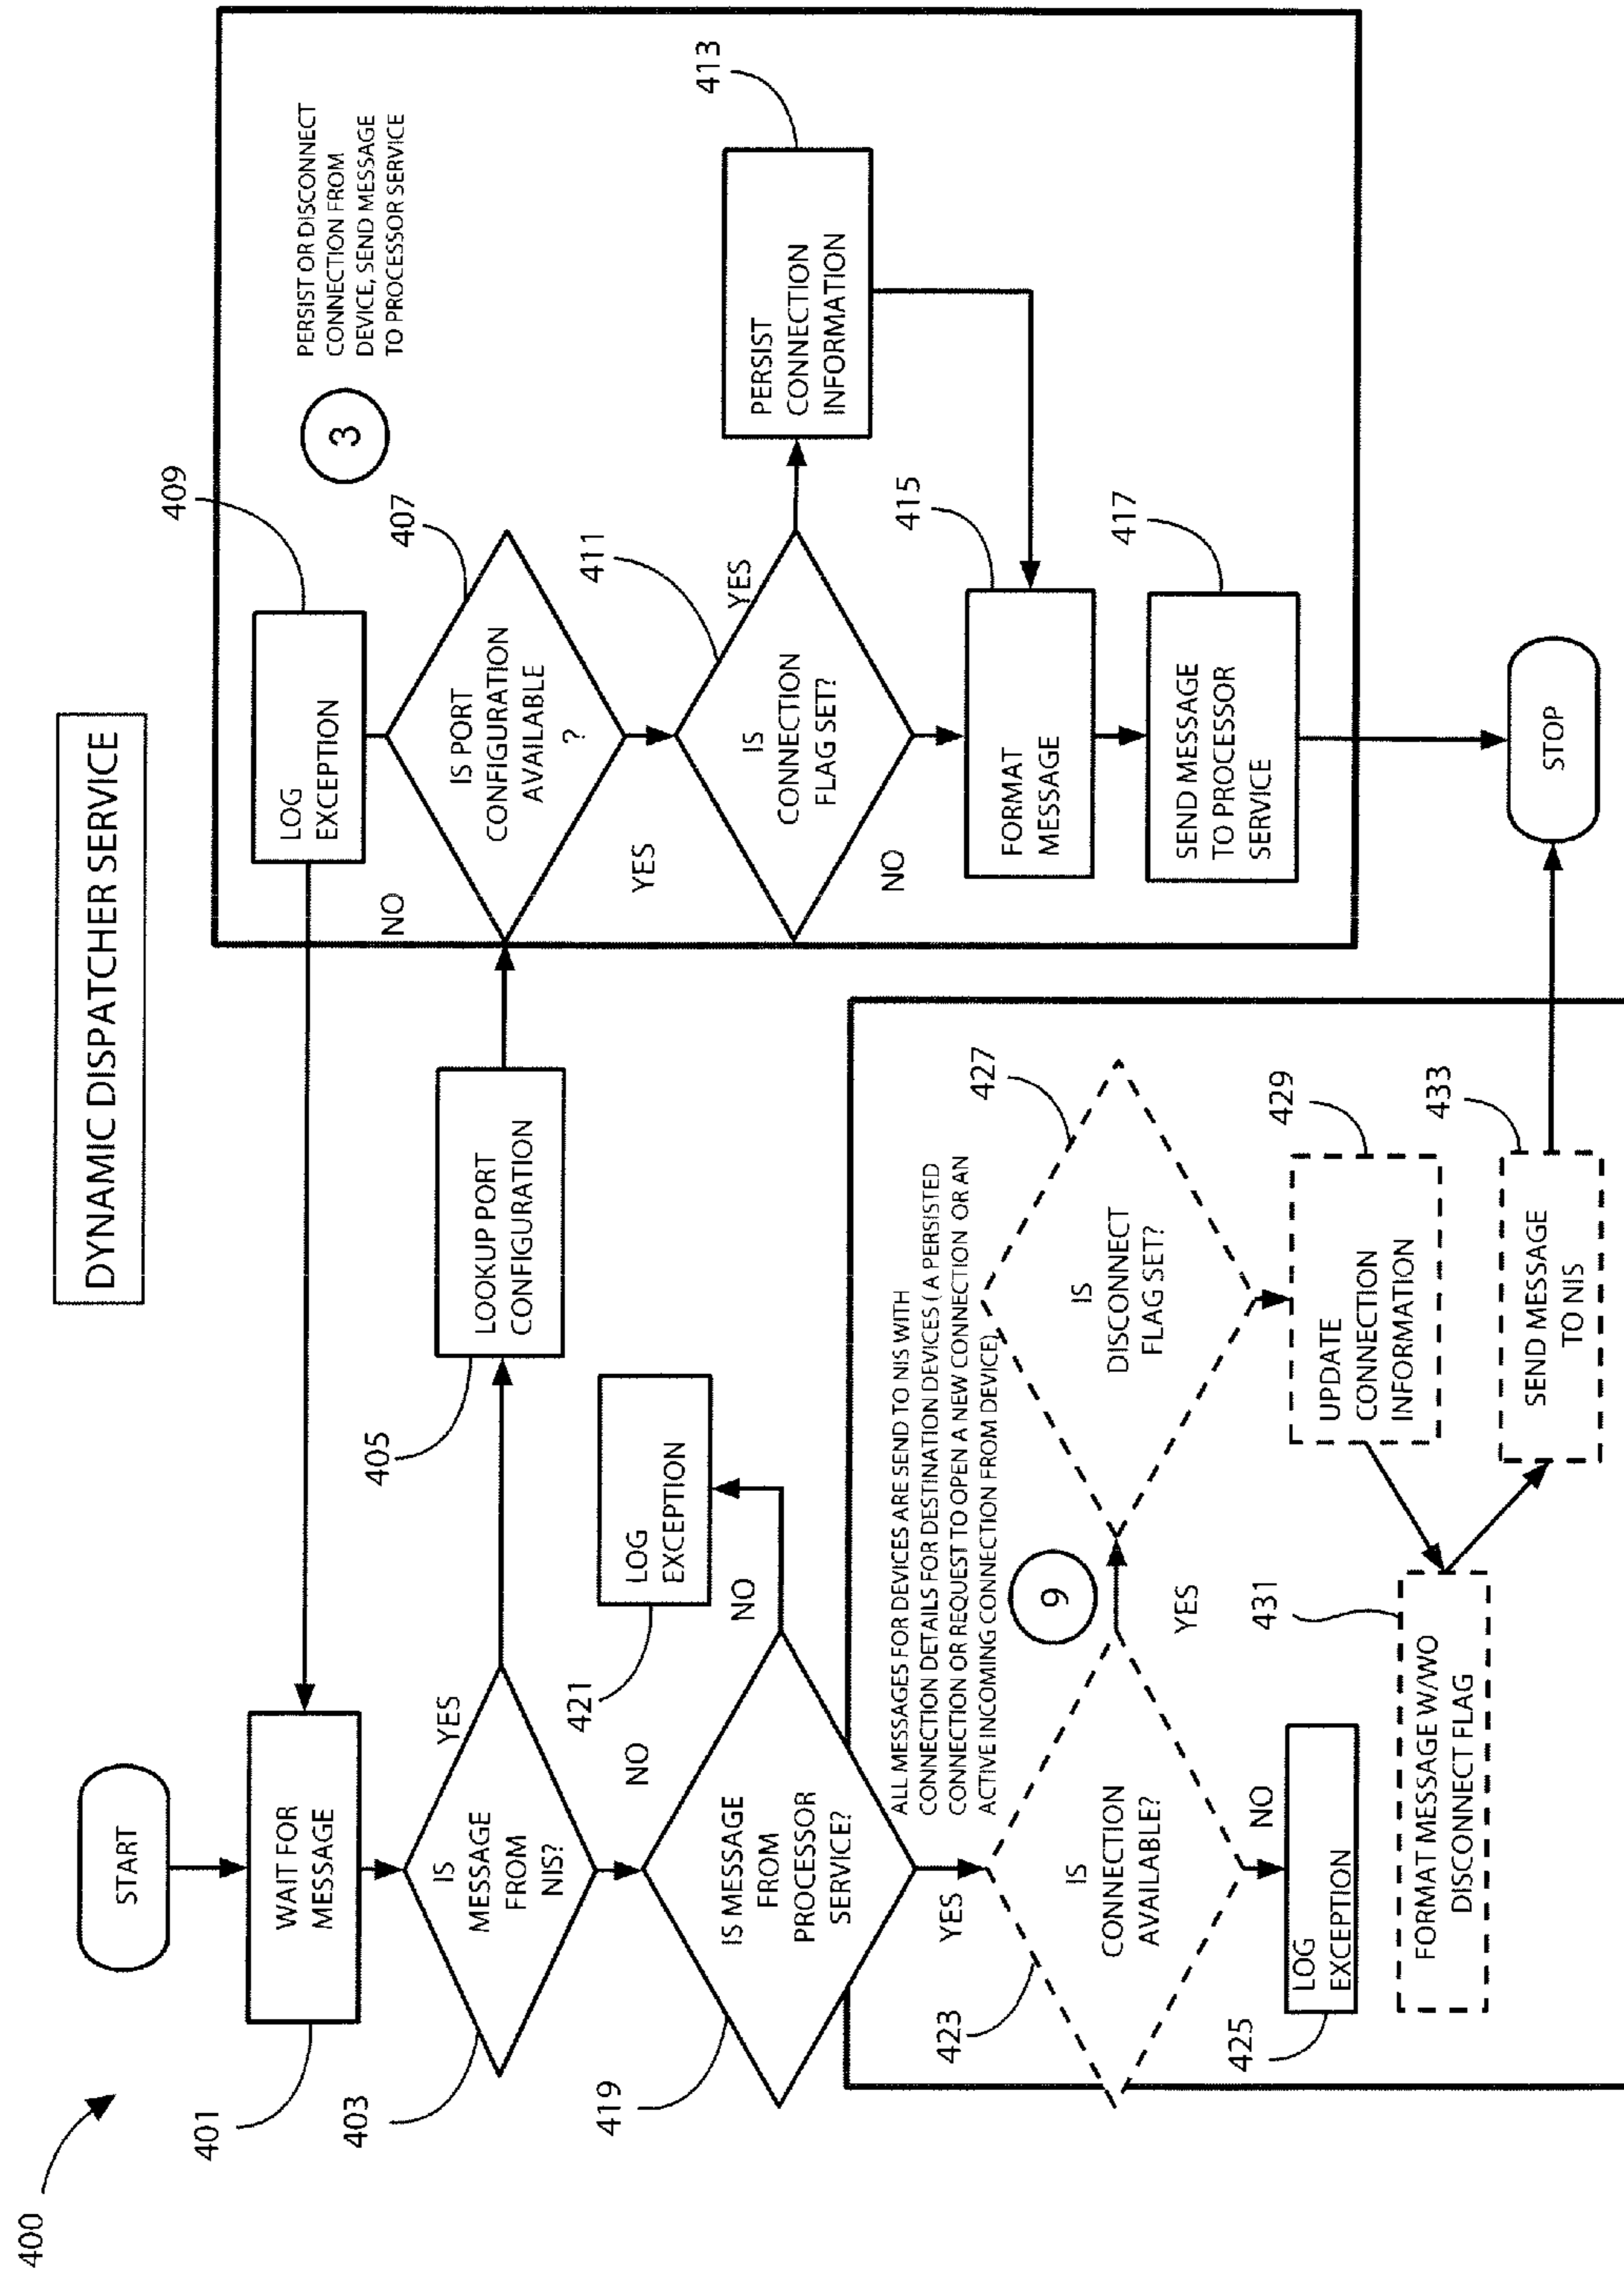 DYNAMIC DISPATCHER SERVICE
400
START
401
WAIT FOR
MESSAGE
403
IS
MESSAGE
FROM
NIS?
YES
NO
405
LOOKUP PORT
CONFIGURATION
409
LOG
EXCEPTION
NO
407
IS PORT
CONFIGURATION
AVAILABLE
?
YES
3
PERSIST OR DISCONNECT
CONNECTION FROM
DEVICE, SEND MESSAGE
TO PROCESSOR SERVICE
411
IS
CONNECTION
FLAG SET?
YES
NO
413
PERSIST
CONNECTION
INFORMATION
415
FORMAT
MESSAGE
417
SEND MESSAGE
TO PROCESSOR
SERVICE
STOP
419
IS MESSAGE
FROM
PROCESSOR
SERVICE?
NO
YES
421
LOG
EXCEPTION
ALL MESSAGES FOR DEVICES ARE SEND TO NIS WITH
CONNECTION DETAILS FOR DESTINATION DEVICES ( A PERSISTED
CONNECTION OR REQUEST TO OPEN A NEW CONNECTION OR AN
ACTIVE INCOMING CONNECTION FROM DEVICE)
423
IS
CONNECTION
AVAILABLE?
NO
YES
9
425
LOG
EXCEPTION
427
IS
DISCONNECT
FLAG SET?
429
UPDATE
CONNECTION
INFORMATION
431
FORMAT MESSAGE W/WO
DISCONNECT FLAG
433
SEND MESSAGE
TO NIS